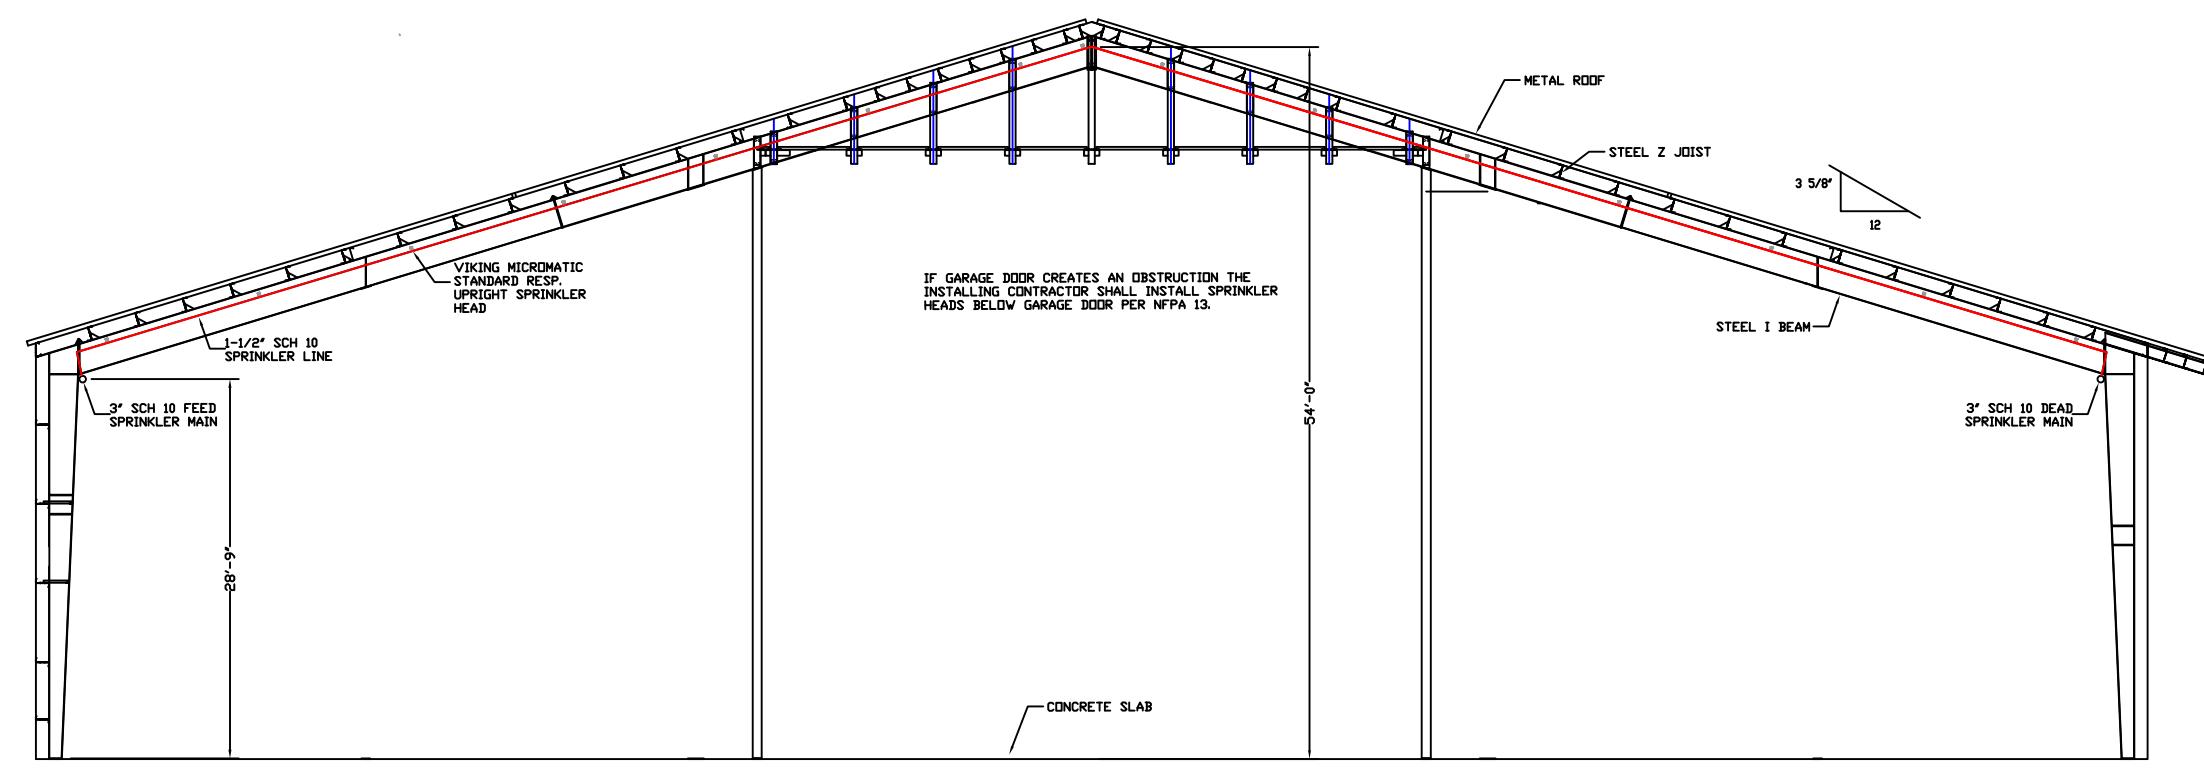 METAL ROOF
STEEL Z JOIST
3 5/8"
12
VIKING MICROMATIC
STANDARD RESP.
UPRIGHT SPRINKLER
HEAD
IF GARAGE DOOR CREATES AN OBSTRUCTION THE
INSTALLING CONTRACTOR SHALL INSTALL SPRINKLER
HEADS BELOW GARAGE DOOR PER NFPA 13.
STEEL I BEAM
1-1/2" SCH 10
SPRINKLER LINE
3" SCH 10 FEED
SPRINKLER MAIN
54'-0"
3" SCH 10 DEAD
SPRINKLER MAIN
28'-9"
CONCRETE SLAB